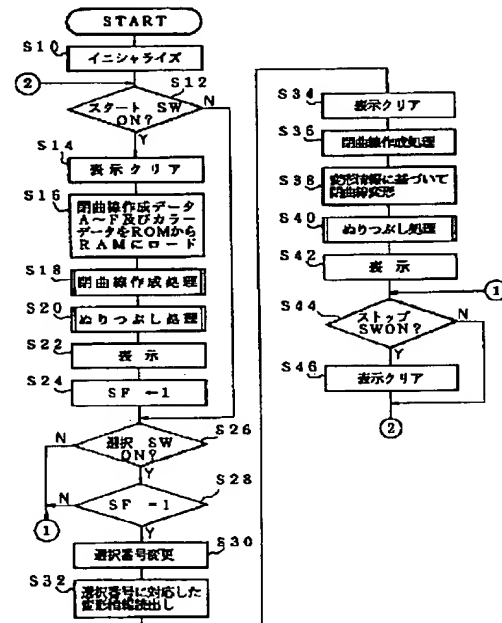 START
S10
イニシャライズ
②
S12
スタート SW
ON?
N
Y
S14
表示クリア
S16
閉曲線作成データ
A～F及びカラー
データをROMから
RAMにロード
S18
閉曲線作成処理
S20
ぬりつぶし処理
S22
表示
S24
SF ←1
S26
選択 SW
ON?
N
Y
S28
SF =1
N
Y
①
S30
選択番号変更
S32
選択番号に対応した
変形情報読出し
S34
表示クリア
S36
閉曲線作成処理
S38
変形情報に基づいて
閉曲線変形
S40
ぬりつぶし処理
S42
表示
①
S44
ストップ
SWON?
N
Y
S46
表示クリア
②